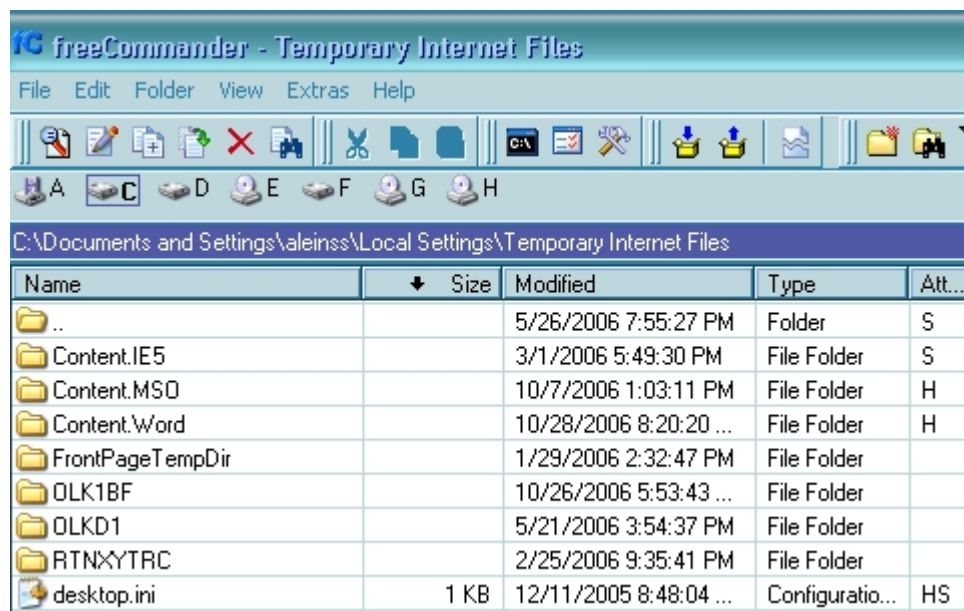 fC freeCommander - Temporary Internet Files
File Edit Folder View Extras Help
C:\
A C D E F G H
C:\Documents and Settings\aleinss\Local Settings\Temporary Internet Files
Name Size Modified Type Att...
.. 5/26/2006 7:55:27 PM Folder S
Content.IE5 3/1/2006 5:49:30 PM File Folder S
Content.MSO 10/7/2006 1:03:11 PM File Folder H
Content.Word 10/28/2006 8:20:20 ... File Folder H
FrontPageTempDir 1/29/2006 2:32:47 PM File Folder
OLK1BF 10/26/2006 5:53:43 ... File Folder
OLKD1 5/21/2006 3:54:37 PM File Folder
RTNXYTRC 2/25/2006 9:35:41 PM File Folder
desktop.ini 1 KB 12/11/2005 8:48:04 ... Configuratio... HS